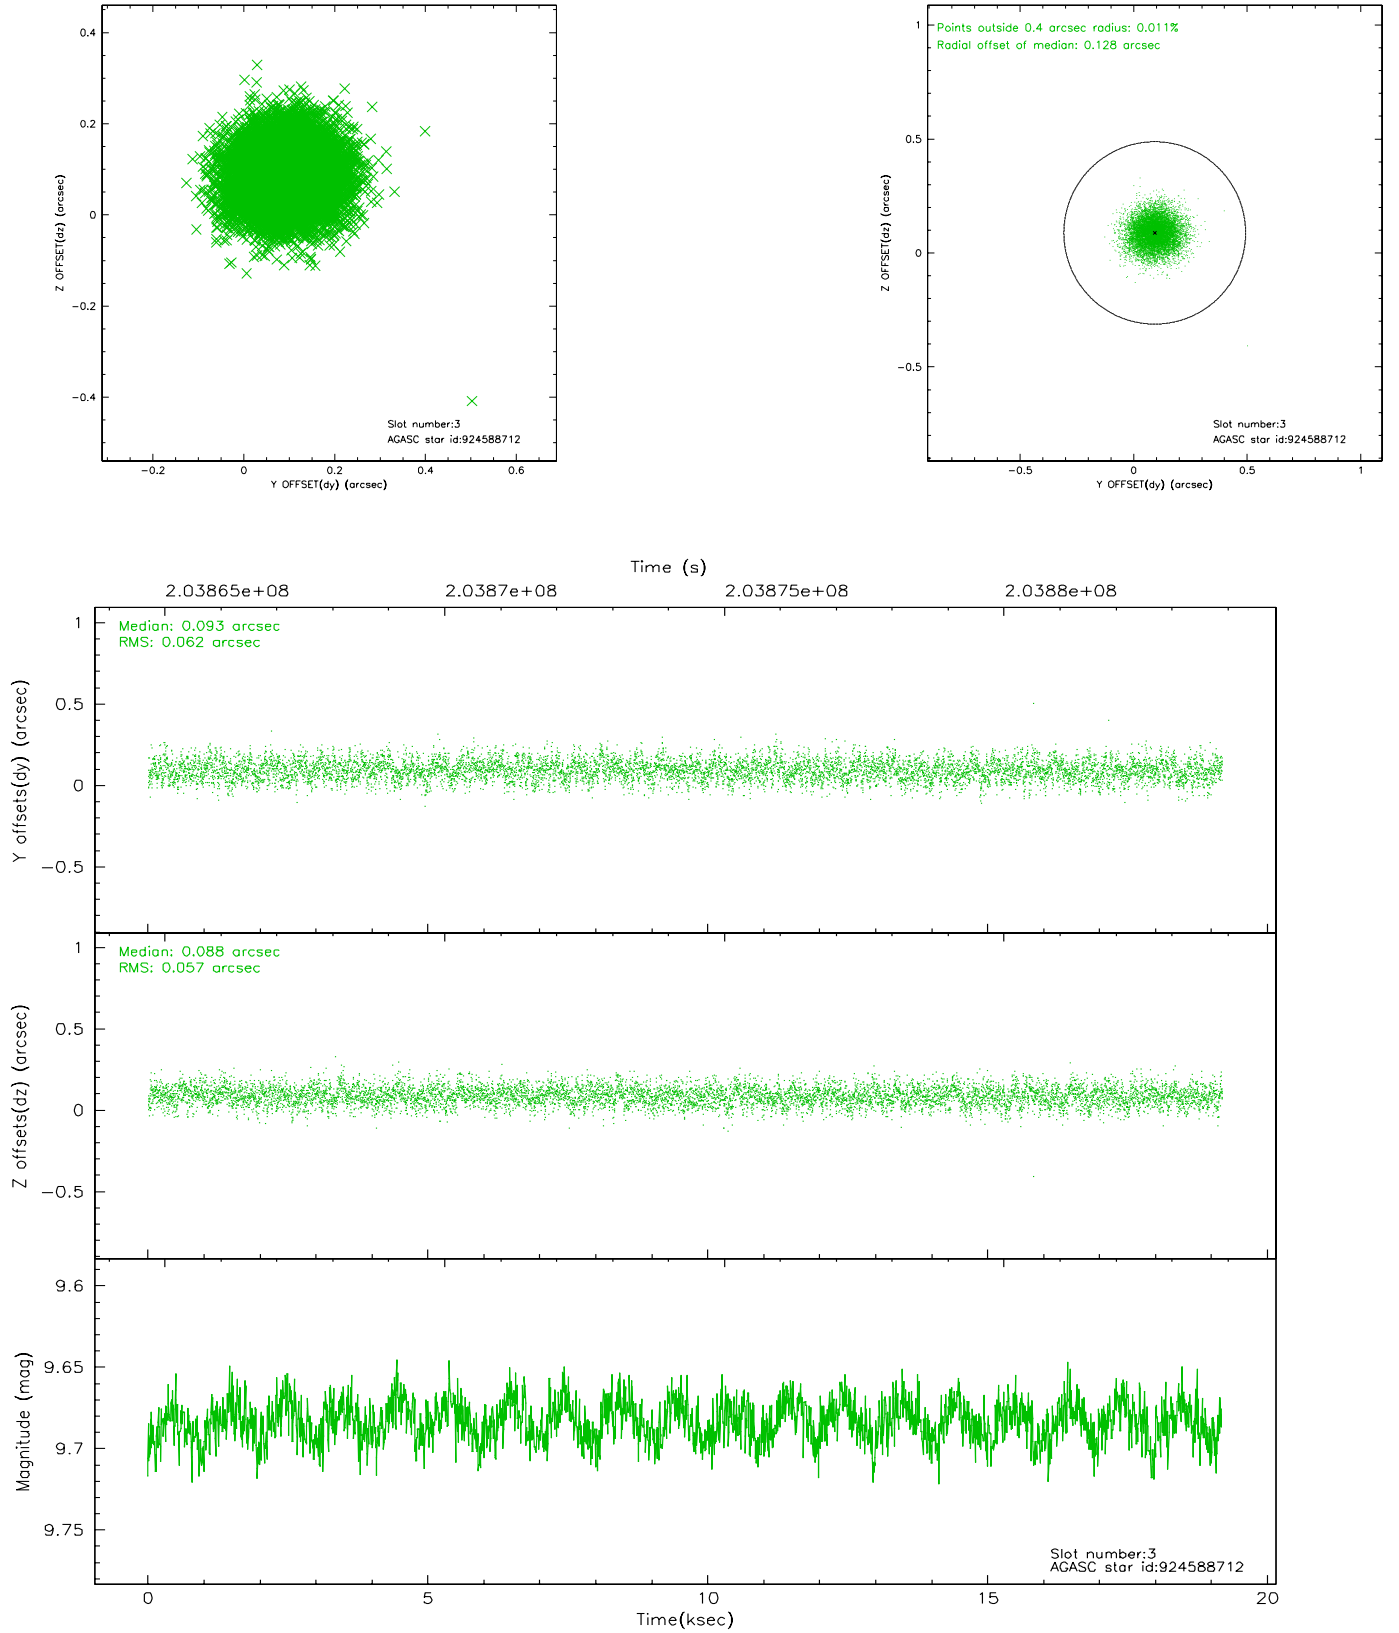 0.4
0.2
0
−0.2
−0.4
Z OFFSET(dz) (arcsec)
−0.2
0
0.2
0.4
0.6
Y OFFSET(dy) (arcsec)
Slot number:3
AGASC star id:924588712
Points outside 0.4 arcsec radius: 0.011%
Radial offset of median: 0.128 arcsec
1
0.5
0
−0.5
Z OFFSET(dz) (arcsec)
−0.5
0
0.5
1
Y OFFSET(dy) (arcsec)
Slot number:3
AGASC star id:924588712
Time (s)
2.03865e+08
2.0387e+08
2.03875e+08
2.0388e+08
Median: 0.093 arcsec
RMS: 0.062 arcsec
1
0.5
0
−0.5
Y offsets(dy) (arcsec)
Median: 0.088 arcsec
RMS: 0.057 arcsec
1
0.5
0
−0.5
Z offsets(dz) (arcsec)
9.6
9.65
9.7
9.75
Magnitude (mag)
Slot number:3
AGASC star id:924588712
0
5
10
15
20
Time(ksec)